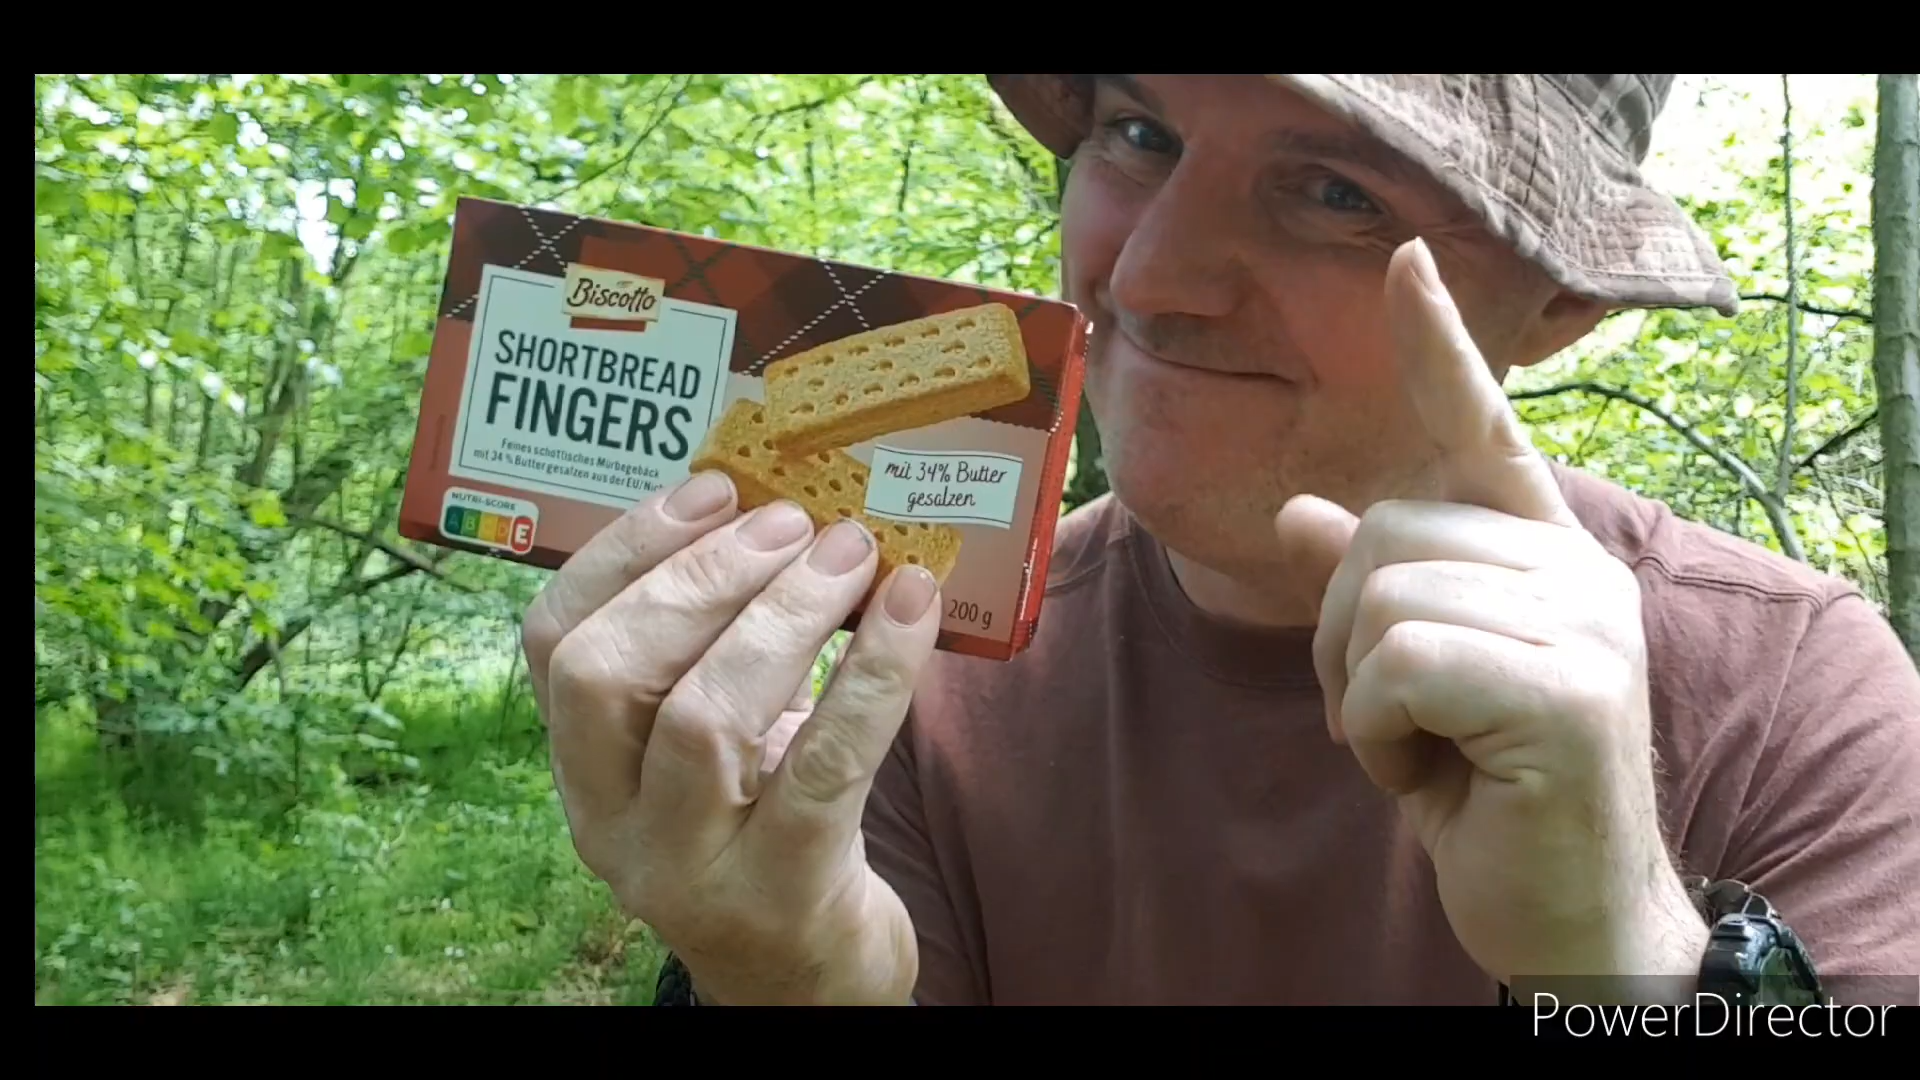 Biscotto
SHORTBREAD
FINGERS
Feines schottisches Mürbegebäck
mit 34 % Butter gesalzen aus der EU/
NUTRI-SCORE
A B C D E
mit 34% Butter
gesalzen
200 g
PowerDirector